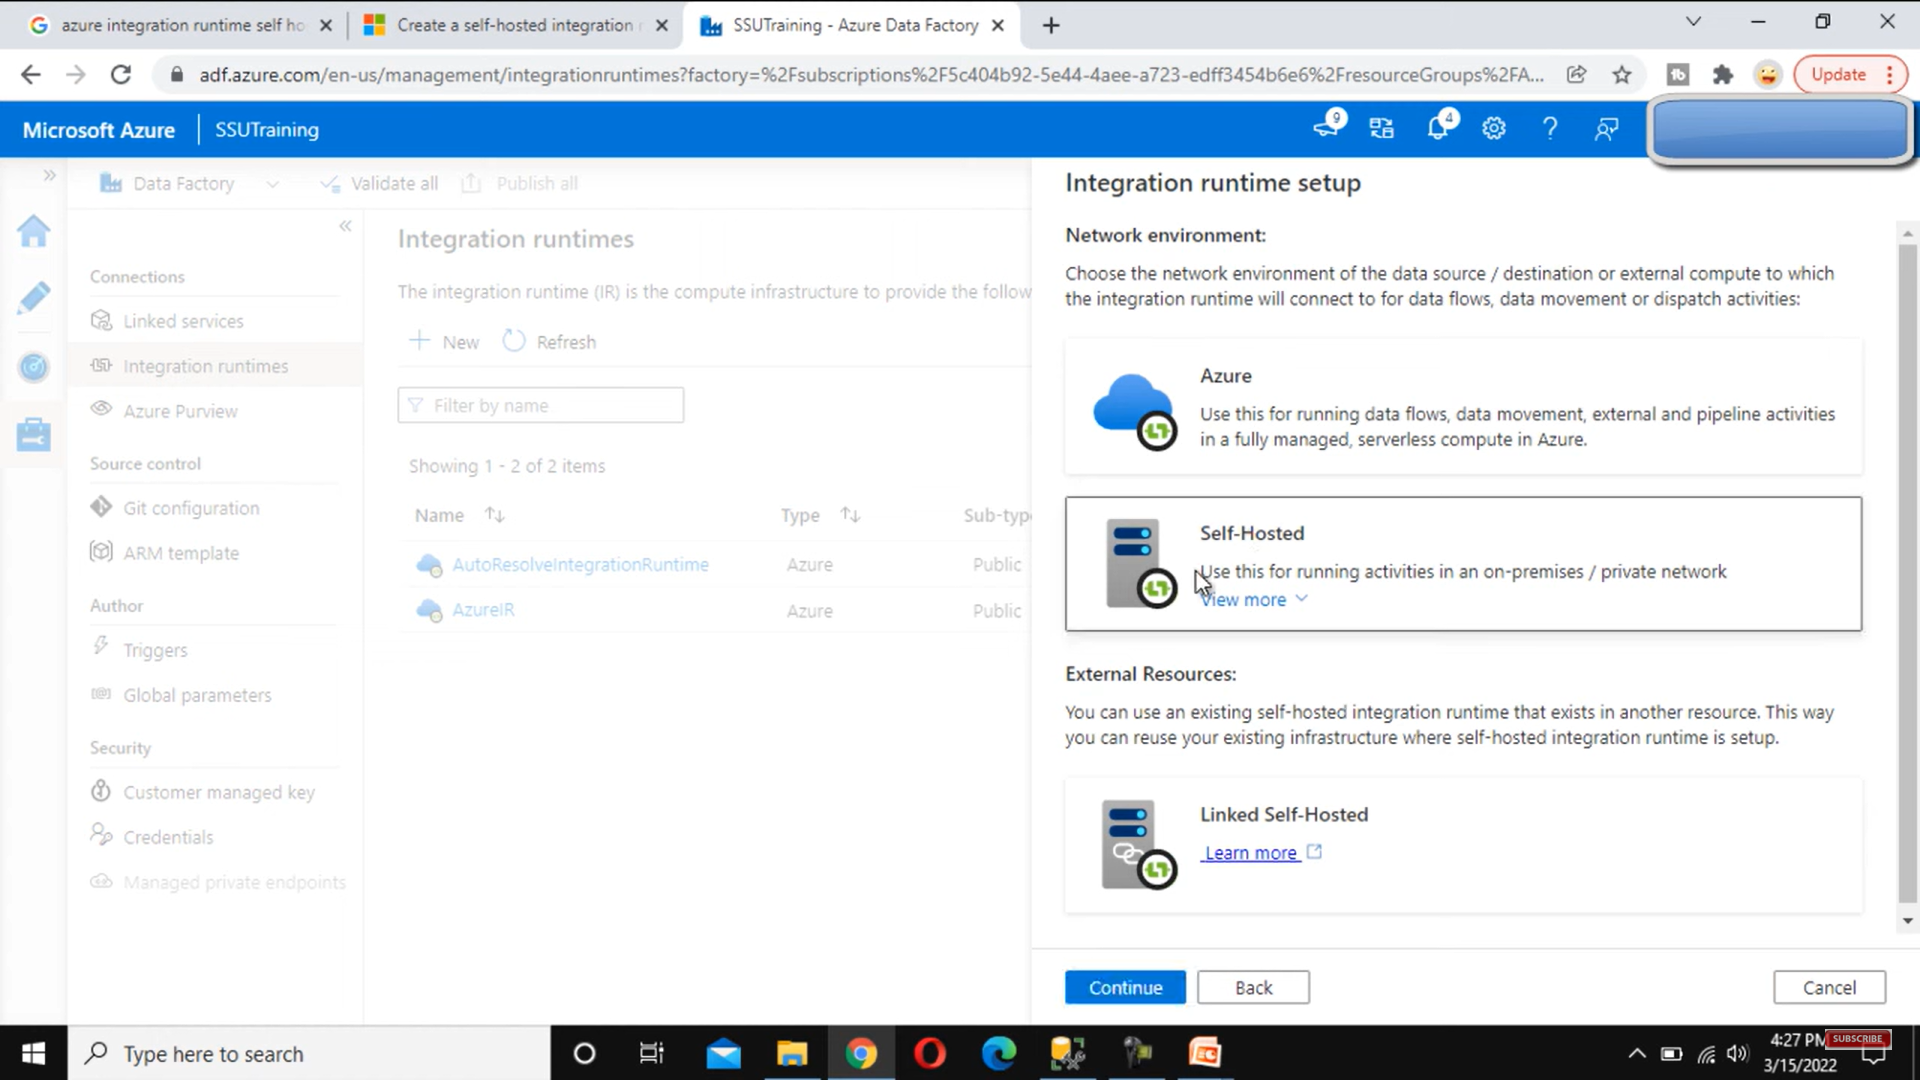 azure integration runtime self ho
Create a self-hosted integration r
SSUTraining - Azure Data Factory
adf.azure.com/en-us/management/integrationruntimes?factory=%2Fsubscriptions%2F5c404b92-5e44-4aee-a723-edff3454b6e6%2FresourceGroups%2FA...
Update
Microsoft Azure
SSUTraining
9
4
Data Factory
Validate all
Publish all
Connections
Linked services
Integration runtimes
Azure Purview
Source control
Git configuration
ARM template
Author
Triggers
Global parameters
Security
Customer managed key
Credentials
Managed private endpoints
Integration runtimes
The integration runtime (IR) is the compute infrastructure to provide the follow
New
Refresh
Filter by name
Showing 1 - 2 of 2 items
Name Type Sub-type
AutoResolveIntegrationRuntime Azure Public
AzureIR Azure Public
Integration runtime setup
Network environment:
Choose the network environment of the data source / destination or external compute to which
the integration runtime will connect to for data flows, data movement or dispatch activities:
Azure
Use this for running data flows, data movement, external and pipeline activities
in a fully managed, serverless compute in Azure.
Self-Hosted
Use this for running activities in an on-premises / private network
View more
External Resources:
You can use an existing self-hosted integration runtime that exists in another resource. This way
you can reuse your existing infrastructure where self-hosted integration runtime is setup.
Linked Self-Hosted
Learn more
Continue
Back
Cancel
Type here to search
4:27 PM
3/15/2022
SUBSCRIBE